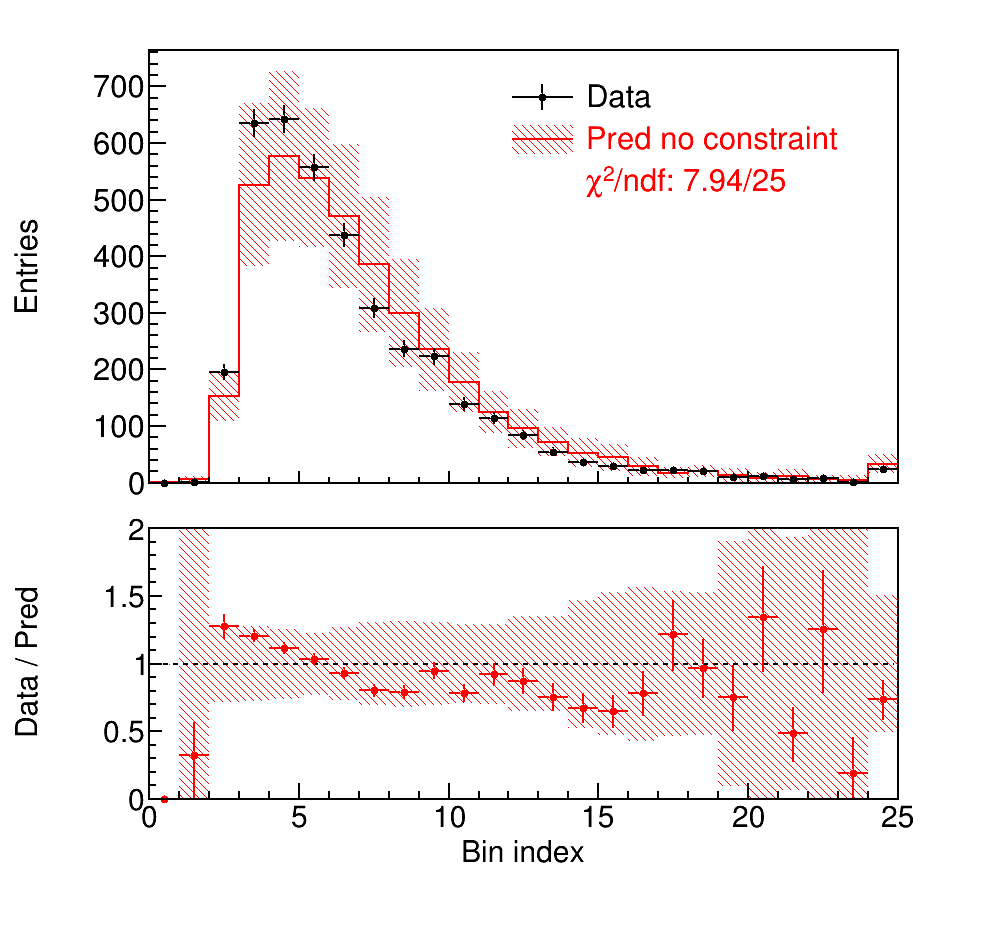 700
600
500
400
300
200
100
0
Entries
Data
Pred no constraint
χ²/ndf: 7.94/25
2
1.5
1
0.5
0
Data / Pred
0 5 10 15 20 25
Bin index